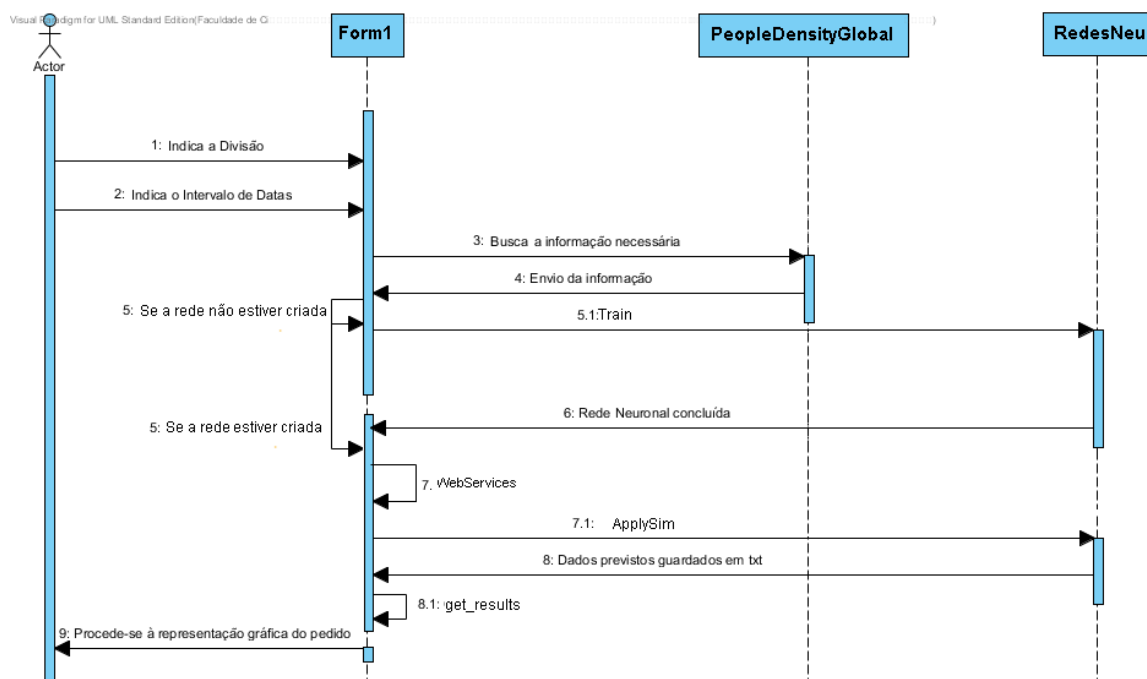 Visual Paradigm for UML Standard Edition(Faculdade de Ci
Form1
PeopleDensityGlobal
RedesNeu
Actor
1: Indica a Divisão
2: Indica o Intervalo de Datas
3: Busca a informação necessária
4: Envio da informação
5: Se a rede não estiver criada
5.1:Train
6: Rede Neuronal concluída
5: Se a rede estiver criada
7. WebServices
7.1: ApplySim
8: Dados previstos guardados em txt
8.1: get_results
9: Procede-se à representação gráfica do pedido